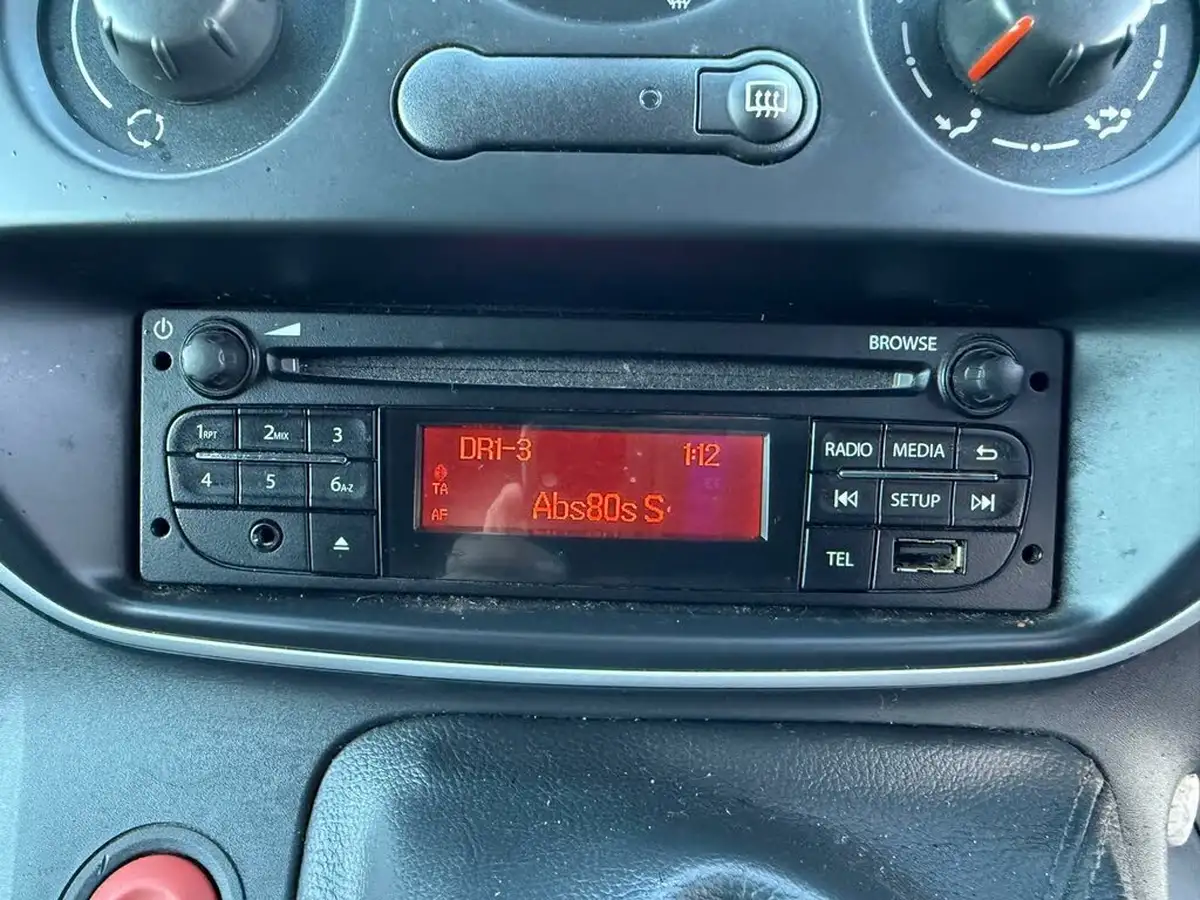 BROWSE
1RPT 2MIX 3
4 5 6A-Z
DR1-3 1:12
TA
AF
Abs80s S
RADIO MEDIA
SETUP
TEL